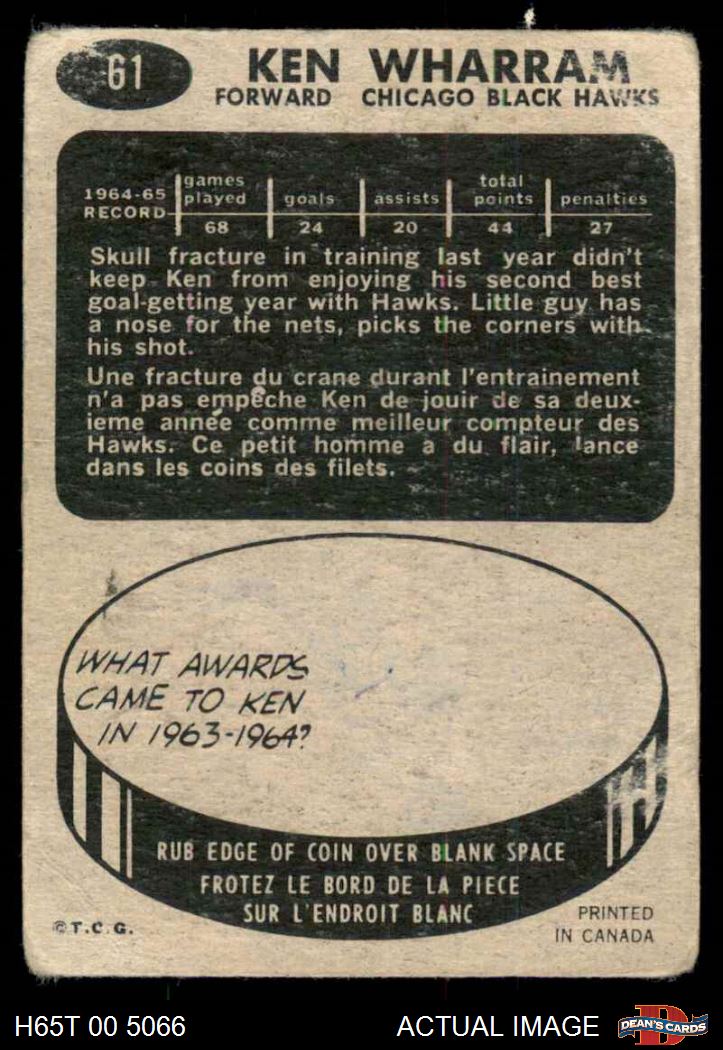 61 KEN WHARRAM
FORWARD CHICAGO BLACK HAWKS
1964-65 RECORD
games played goals assists total points penalties
68 24 20 44 27
Skull fracture in training last year didn't
keep Ken from enjoying his second best
goal-getting year with Hawks. Little guy has
a nose for the nets, picks the corners with
his shot.
Une fracture du crane durant l'entrainement
n'a pas empêche Ken de jouir de sa deux-
ieme année comme meilleur compteur des
Hawks. Ce petit homme a du flair, lance
dans les coins des filets.
WHAT AWARDS
CAME TO KEN
IN 1963-1964?
RUB EDGE OF COIN OVER BLANK SPACE
FROTEZ LE BORD DE LA PIECE
SUR L'ENDROIT BLANC
©T.C.G.
PRINTED
IN CANADA
H65T 00 5066 ACTUAL IMAGE DEAN'S CARDS